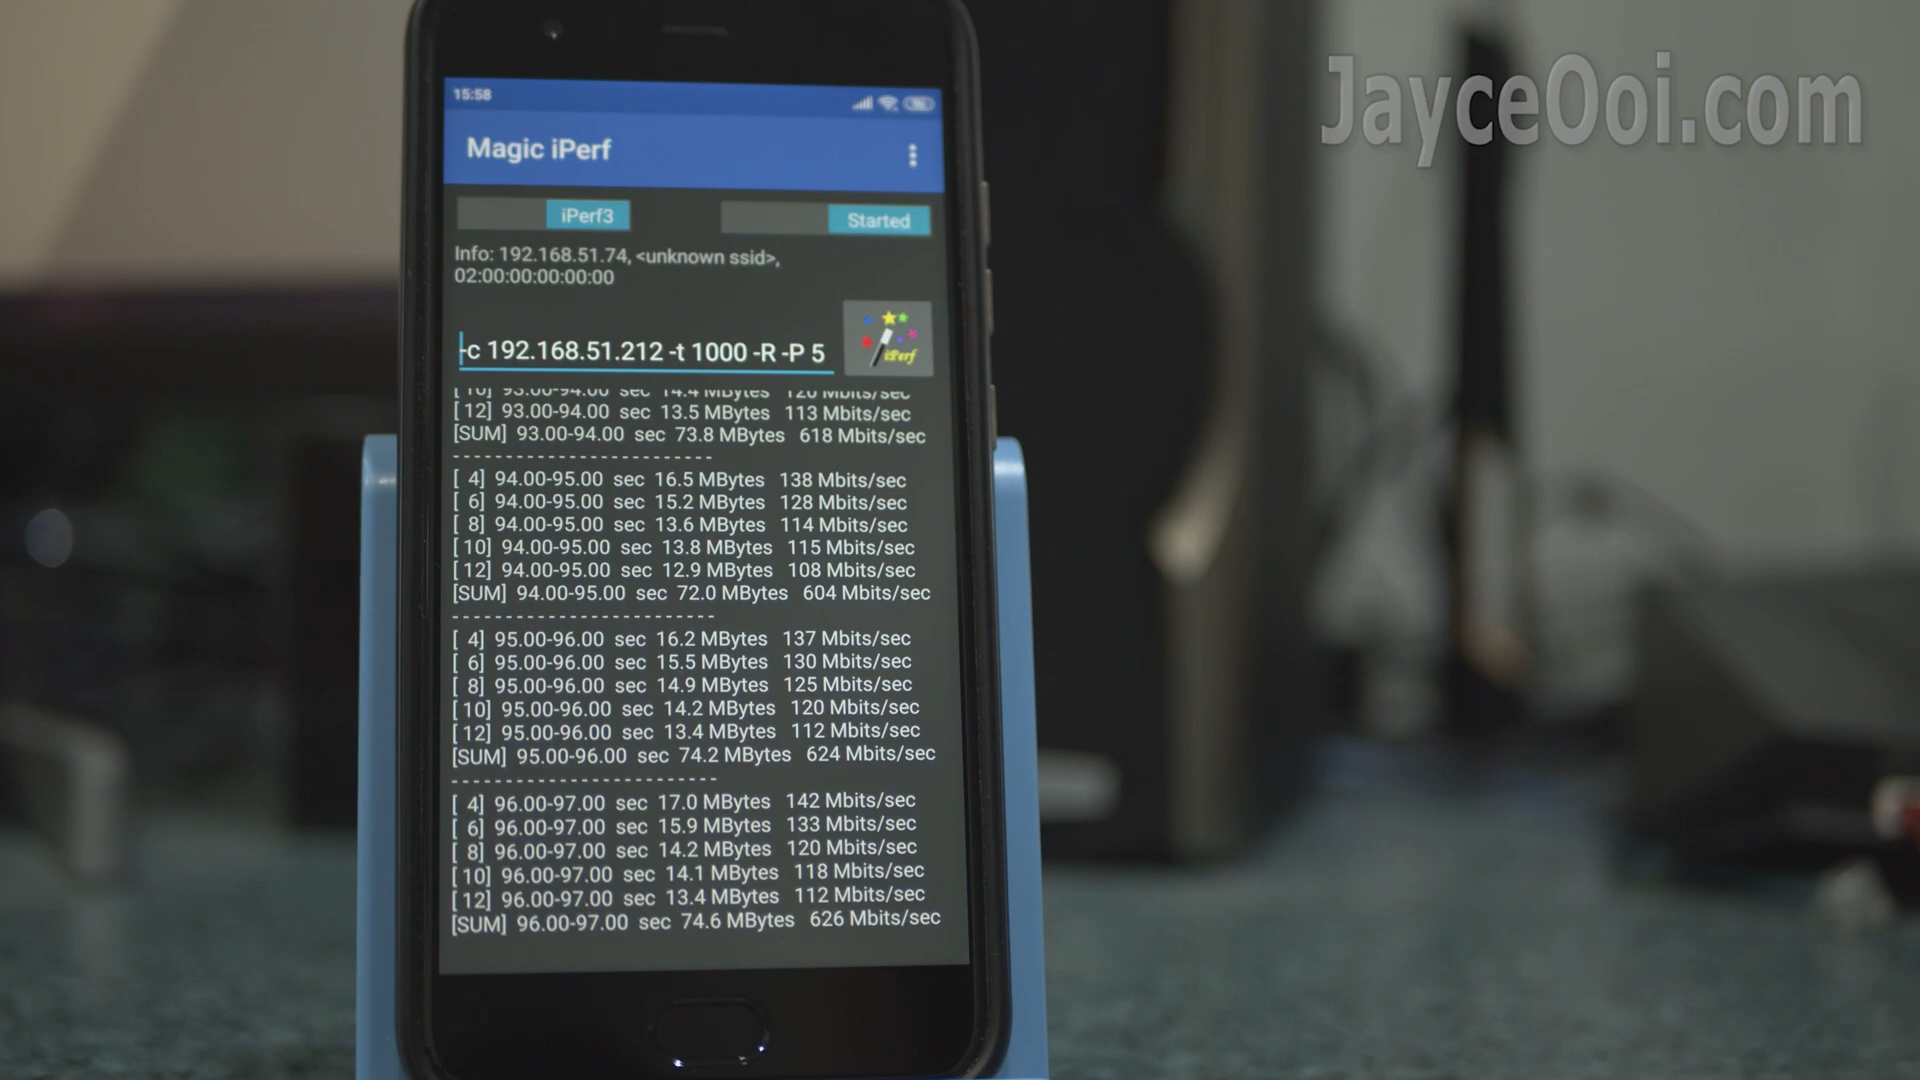 JayceOoi.com
15:58
Magic iPerf
iPerf3
Started
Info: 192.168.51.74, <unknown ssid>,
02:00:00:00:00:00
-c 192.168.51.212 -t 1000 -R -P 5
iPerf
[ 10] 93.00-94.00 sec 14.4 MBytes 120 Mbits/sec
[ 12] 93.00-94.00 sec 13.5 MBytes 113 Mbits/sec
[SUM] 93.00-94.00 sec 73.8 MBytes 618 Mbits/sec
- - - - - - - - - - - - - - - - - - - - - - - - -
[ 4] 94.00-95.00 sec 16.5 MBytes 138 Mbits/sec
[ 6] 94.00-95.00 sec 15.2 MBytes 128 Mbits/sec
[ 8] 94.00-95.00 sec 13.6 MBytes 114 Mbits/sec
[ 10] 94.00-95.00 sec 13.8 MBytes 115 Mbits/sec
[ 12] 94.00-95.00 sec 12.9 MBytes 108 Mbits/sec
[SUM] 94.00-95.00 sec 72.0 MBytes 604 Mbits/sec
- - - - - - - - - - - - - - - - - - - - - - - - -
[ 4] 95.00-96.00 sec 16.2 MBytes 137 Mbits/sec
[ 6] 95.00-96.00 sec 15.5 MBytes 130 Mbits/sec
[ 8] 95.00-96.00 sec 14.9 MBytes 125 Mbits/sec
[ 10] 95.00-96.00 sec 14.2 MBytes 120 Mbits/sec
[ 12] 95.00-96.00 sec 13.4 MBytes 112 Mbits/sec
[SUM] 95.00-96.00 sec 74.2 MBytes 624 Mbits/sec
- - - - - - - - - - - - - - - - - - - - - - - - -
[ 4] 96.00-97.00 sec 17.0 MBytes 142 Mbits/sec
[ 6] 96.00-97.00 sec 15.9 MBytes 133 Mbits/sec
[ 8] 96.00-97.00 sec 14.2 MBytes 120 Mbits/sec
[ 10] 96.00-97.00 sec 14.1 MBytes 118 Mbits/sec
[ 12] 96.00-97.00 sec 13.4 MBytes 112 Mbits/sec
[SUM] 96.00-97.00 sec 74.6 MBytes 626 Mbits/sec